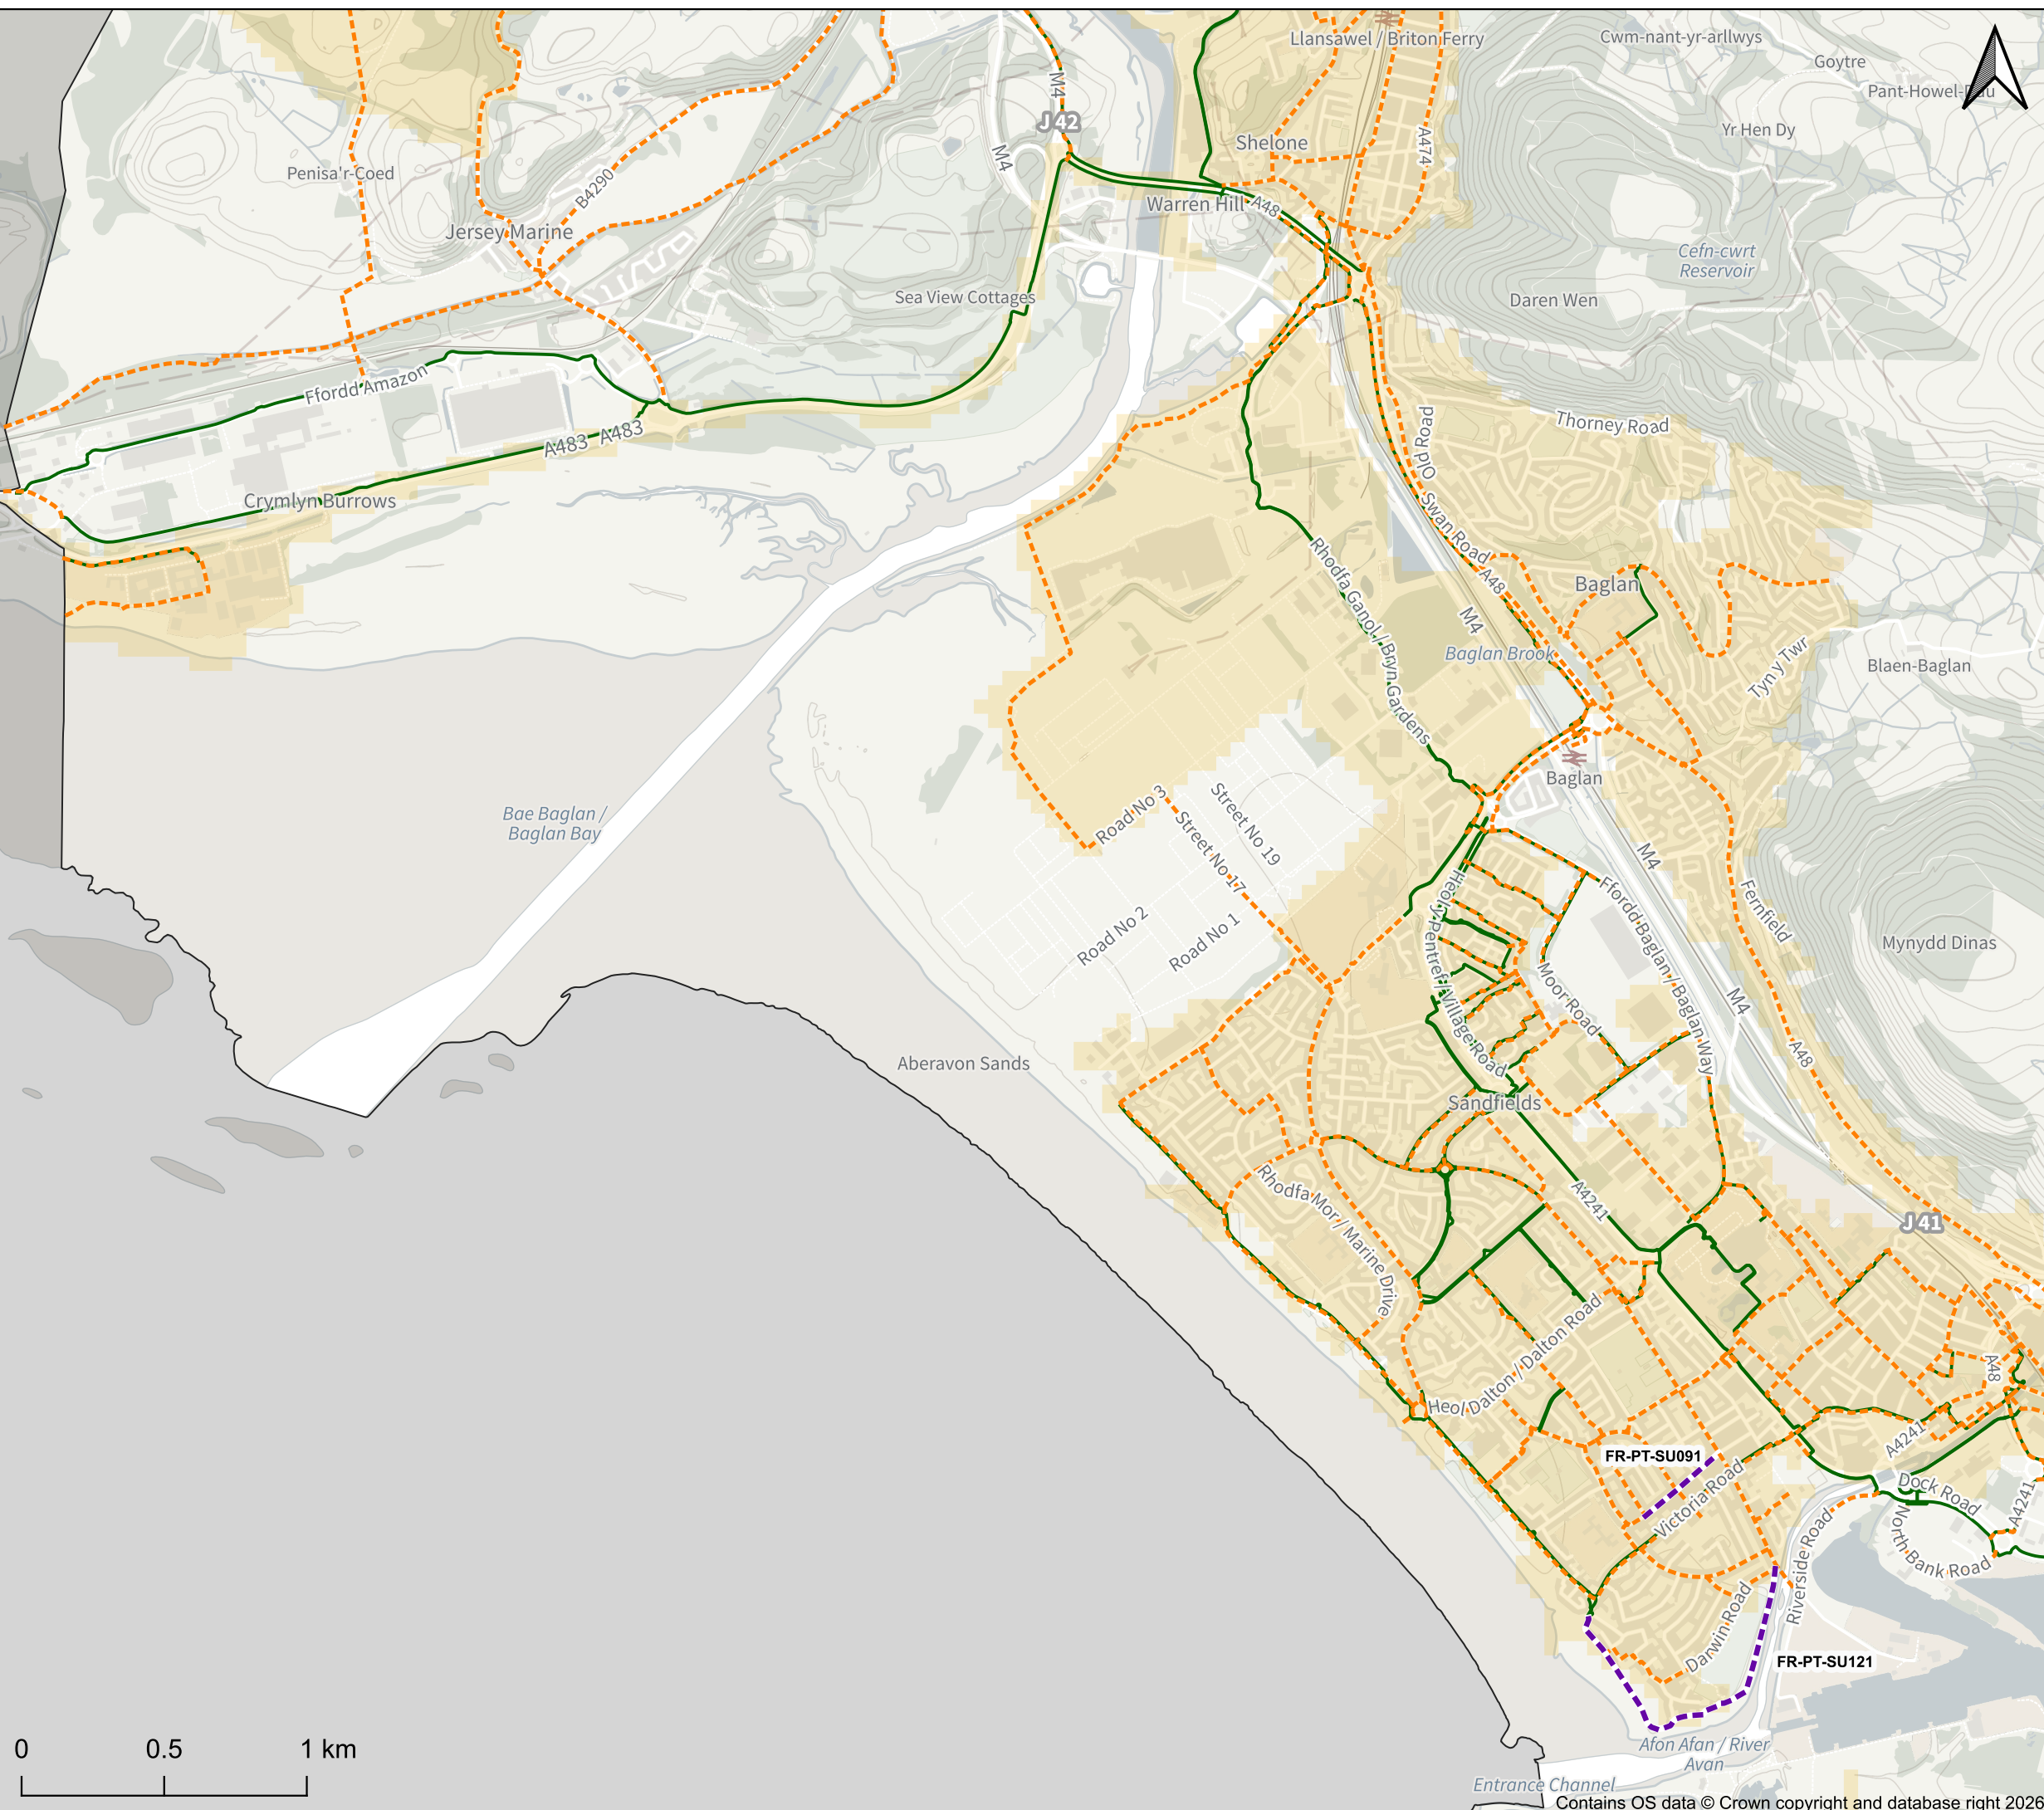 Llansawel / Briton Ferry
Cwm-nant-yr-arllwys
Goytre
Pant-Howel-Ddu
M4
J 42
A474
Yr Hen Dy
Shelone
M4
Penisa'r-Coed
B4290
Warren Hill
A48
Jersey Marine
Cefn-cwrt
Reservoir
Sea View Cottages
Daren Wen
Ffordd Amazon
Old Road
Thorney Road
A483
A483
Crymlyn Burrows
Swan Road
Rhodfa Ganol / Bryn Gardens
A48
Baglan
M4
Baglan Brook
Blaen-Baglan
Tyn y Twr
Baglan
Road No 3
Street No 19
Street No 17
Bae Baglan /
Baglan Bay
M4
Heol y Pentref / Village Road
Ffordd Baglan / Baglan Way
Fernfield
Road No 2
Road No 1
Mynydd Dinas
Moor Road
M4
A48
Aberavon Sands
Sandfields
Rhodfa Mor / Marine Drive
A4241
J 41
Heol Dalton / Dalton Road
A48
FR-PT-SU091
A4241
Victoria Road
Dock Road
A4241
North Bank Road
Riverside Road
Darwin Road
FR-PT-SU121
0 0.5 1 km
Afon Afan / River
Avan
Entrance Channel
Contains OS data © Crown copyright and database right 2026